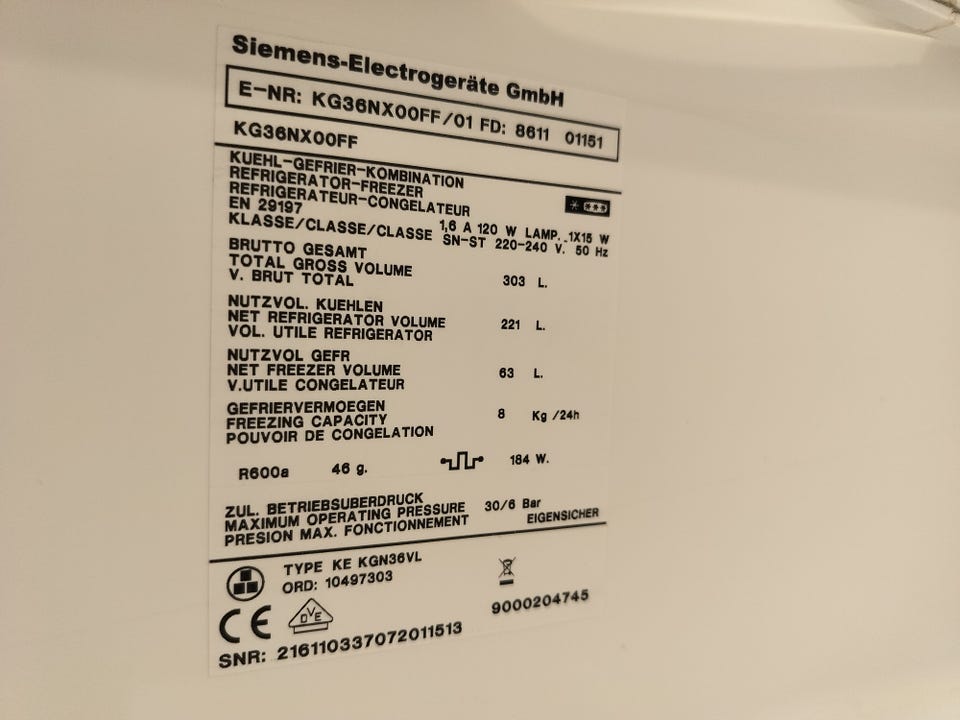 Siemens-Electrogeräte GmbH
E-NR: KG36NX00FF/01 FD: 8611 01151
KG36NX00FF
KUEHL-GEFRIER-KOMBINATION
REFRIGERATOR-FREEZER
REFRIGERATEUR-CONGELATEUR
EN 29197
1,6 A 120 W LAMP. 1X15 W
KLASSE/CLASSE/CLASSE SN-ST 220-240 V. 50 Hz
BRUTTO GESAMT
TOTAL GROSS VOLUME 303 L.
V. BRUT TOTAL
NUTZVOL. KUEHLEN
NET REFRIGERATOR VOLUME 221 L.
VOL. UTILE REFRIGERATOR
NUTZVOL GEFR
NET FREEZER VOLUME 63 L.
V.UTILE CONGELATEUR
GEFRIERVERMOEGEN
FREEZING CAPACITY 8 Kg /24h
POUVOIR DE CONGELATION
R600a 46 g. 184 W.
ZUL. BETRIEBSUBERDRUCK
MAXIMUM OPERATING PRESSURE 30/6 Bar
PRESION MAX. FONCTIONNEMENT EIGENSICHER
TYPE KE KGN36VL
ORD: 10497303
CE DVE 9000204745
SNR: 216110337072011513